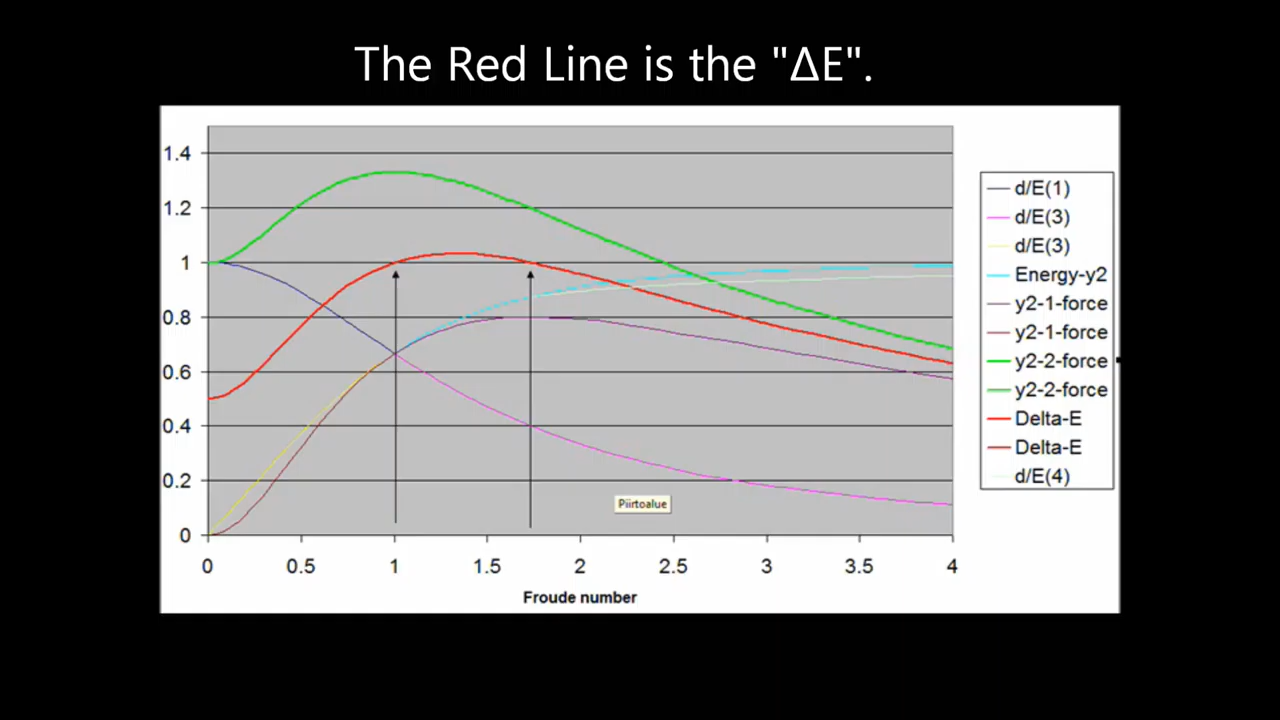 The Red Line is the "ΔE".
1.4
1.2
1
0.8
0.6
0.4
0.2
0
0 0.5 1 1.5 2 2.5 3 3.5 4
Froude number
Piirtoalue
d/E(1)
d/E(3)
d/E(3)
Energy-y2
y2-1-force
y2-1-force
y2-2-force
y2-2-force
Delta-E
Delta-E
d/E(4)